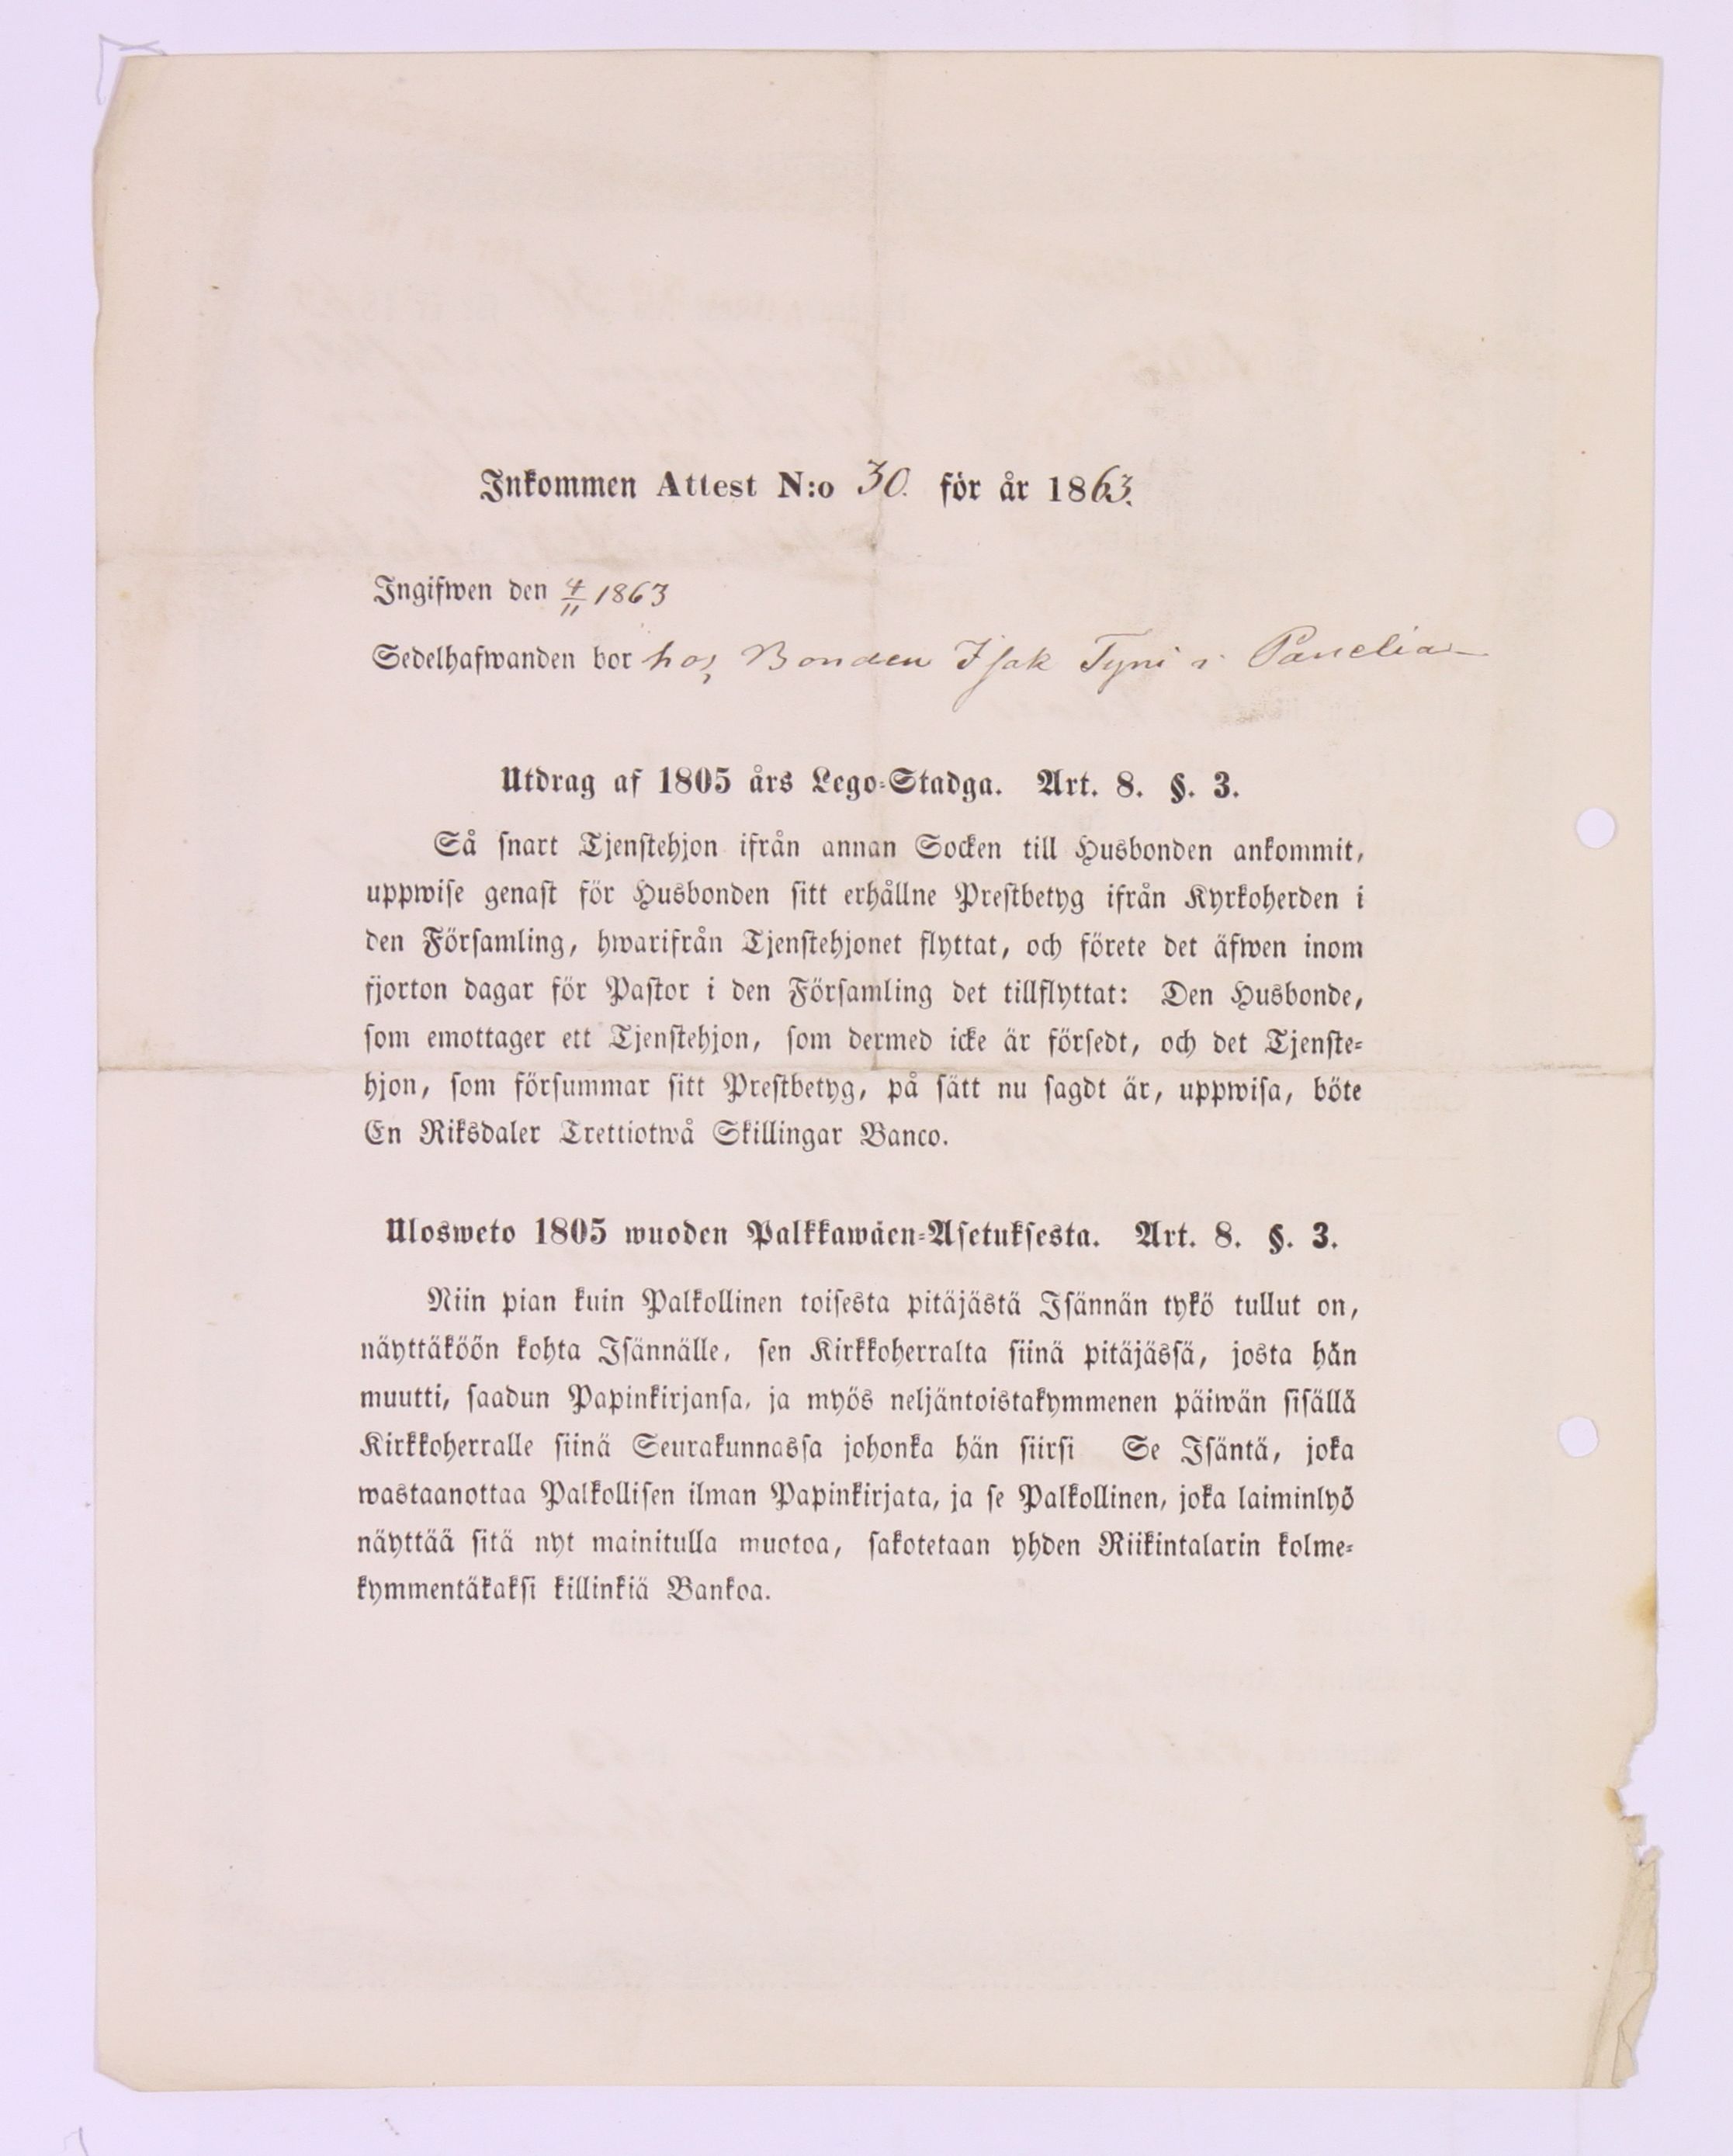 Inkommen Attest N:o 30. för år 1863.
Ingifwen den 4/11 1863
Sedelhafwanden bor hos Bonden Isak Tyni i Panelia
Utdrag af 1805 års Lego-Stadga. Art. 8. §. 3.
Så snart Tjenstehjon ifrån annan Socken till Husbonden ankommit,
uppwise genast för Husbonden sitt erhållne Prestbetyg ifrån Kyrkoherden i
den Församling, hwarifrån Tjenstehjonet flyttat, och förete det äfwen inom
fjorton dagar för Pastor i den Församling det tillflyttat: Den Husbonde,
som emottager ett Tjenstehjon, som dermed icke är försedt, och det Tjenste-
hjon, som försummar sitt Prestbetyg, på sätt nu sagdt är, uppwisa, böte
En Riksdaler Trettiotwå Skillingar Banco.
Ulosweto 1805 wuoden Palkkawäen-Asetuksesta. Art. 8. §. 3.
Niin pian kuin Palkollinen toisesta pitäjästä Isännän tykö tullut on,
näyttäköön kohta Isännälle, sen Kirkkoherralta siinä pitäjässä, josta hän
muutti, saadun Papinkirjansa, ja myös neljäntoistakymmenen päiwän sisällä
Kirkkoherralle siinä Seurakunnassa johonka hän siirsi Se Isäntä, joka
wastaanottaa Palkollisen ilman Papinkirjata, ja se Palkollinen, joka laiminlyö
näyttää sitä nyt mainitulla muotoa, sakotetaan yhden Riikintalarin kolme-
kymmentäkaksi killinkiä Bankoa.